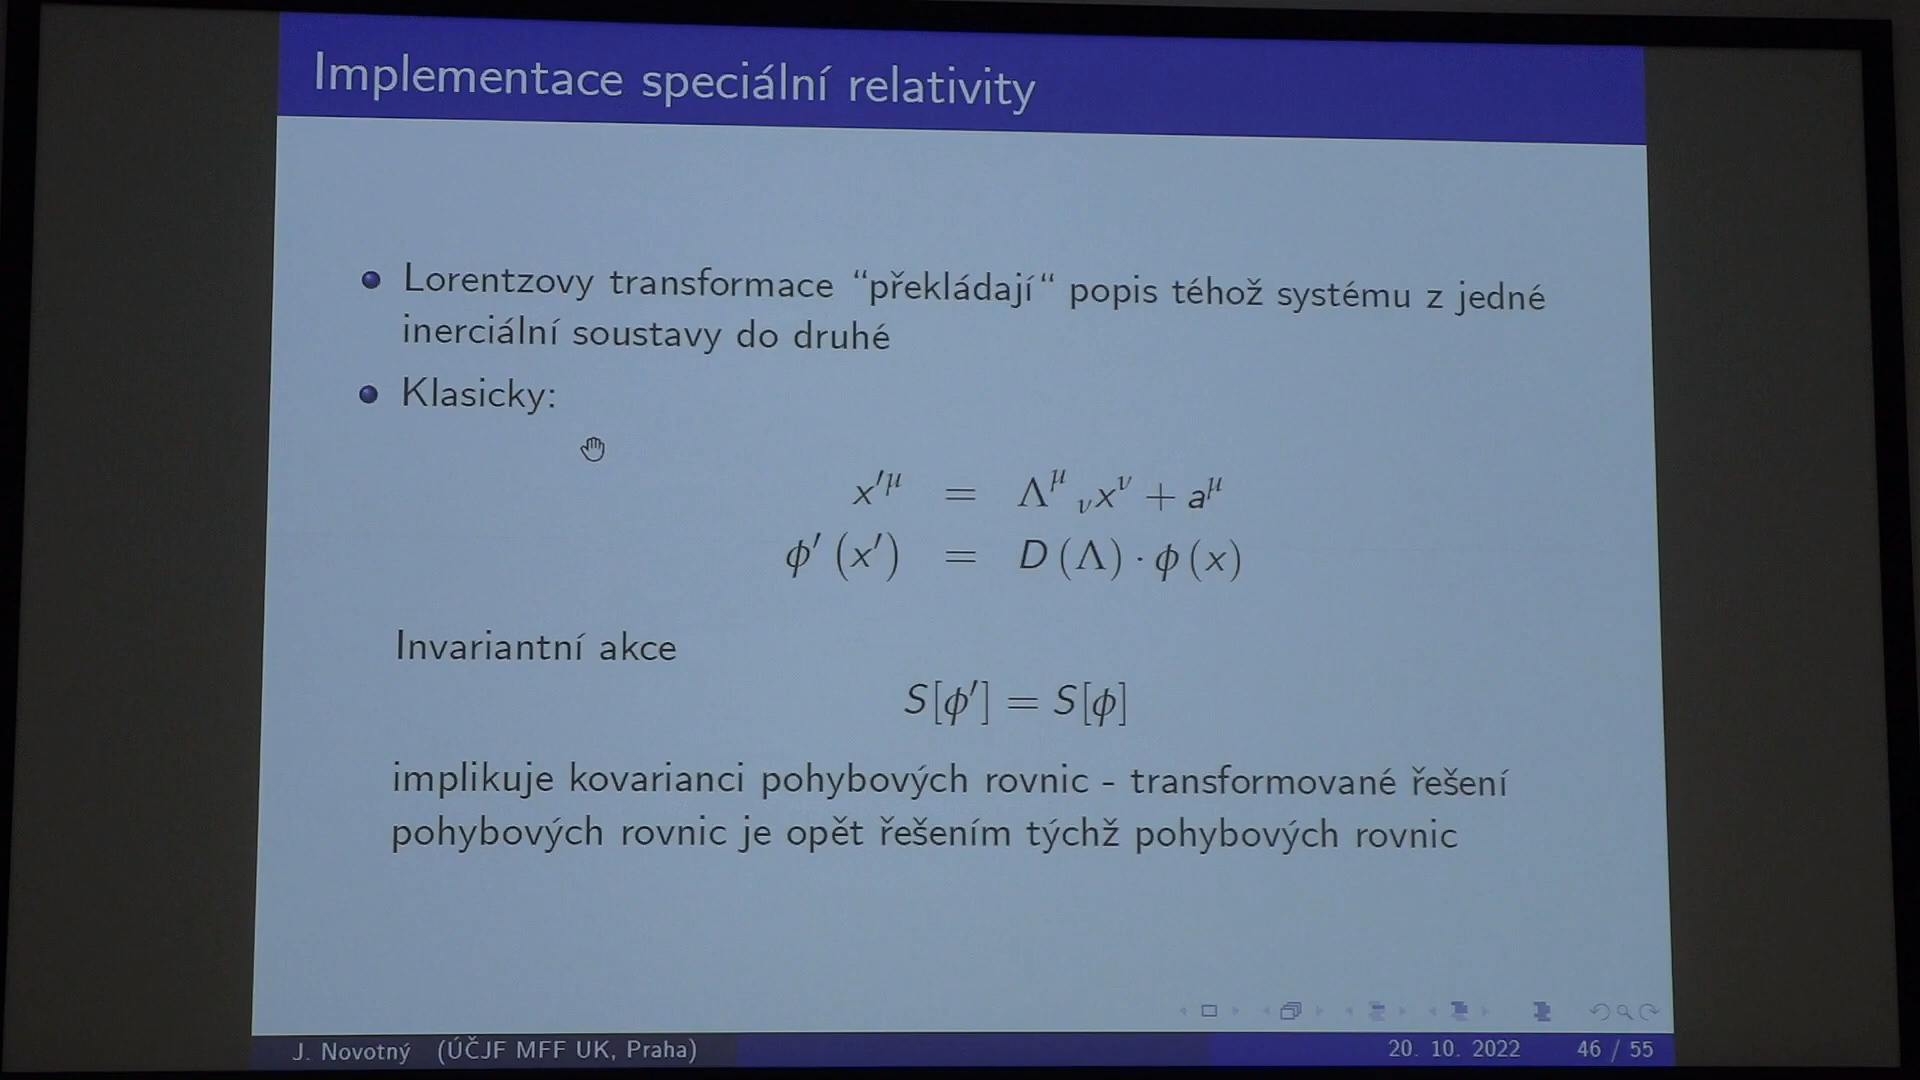 Implementace speciální relativity
Lorentzovy transformace “překládají“ popis téhož systému z jedné
inerciální soustavy do druhé
Klasicky:
x′^μ = Λ^μ_ν x^ν + a^μ
ϕ′ (x′) = D (Λ) · ϕ (x)
Invariantní akce
S[ϕ′] = S[ϕ]
implikuje kovarianci pohybových rovnic - transformované řešení
pohybových rovnic je opět řešením týchž pohybových rovnic
J. Novotný (ÚČJF MFF UK, Praha) 20. 10. 2022 46 / 55